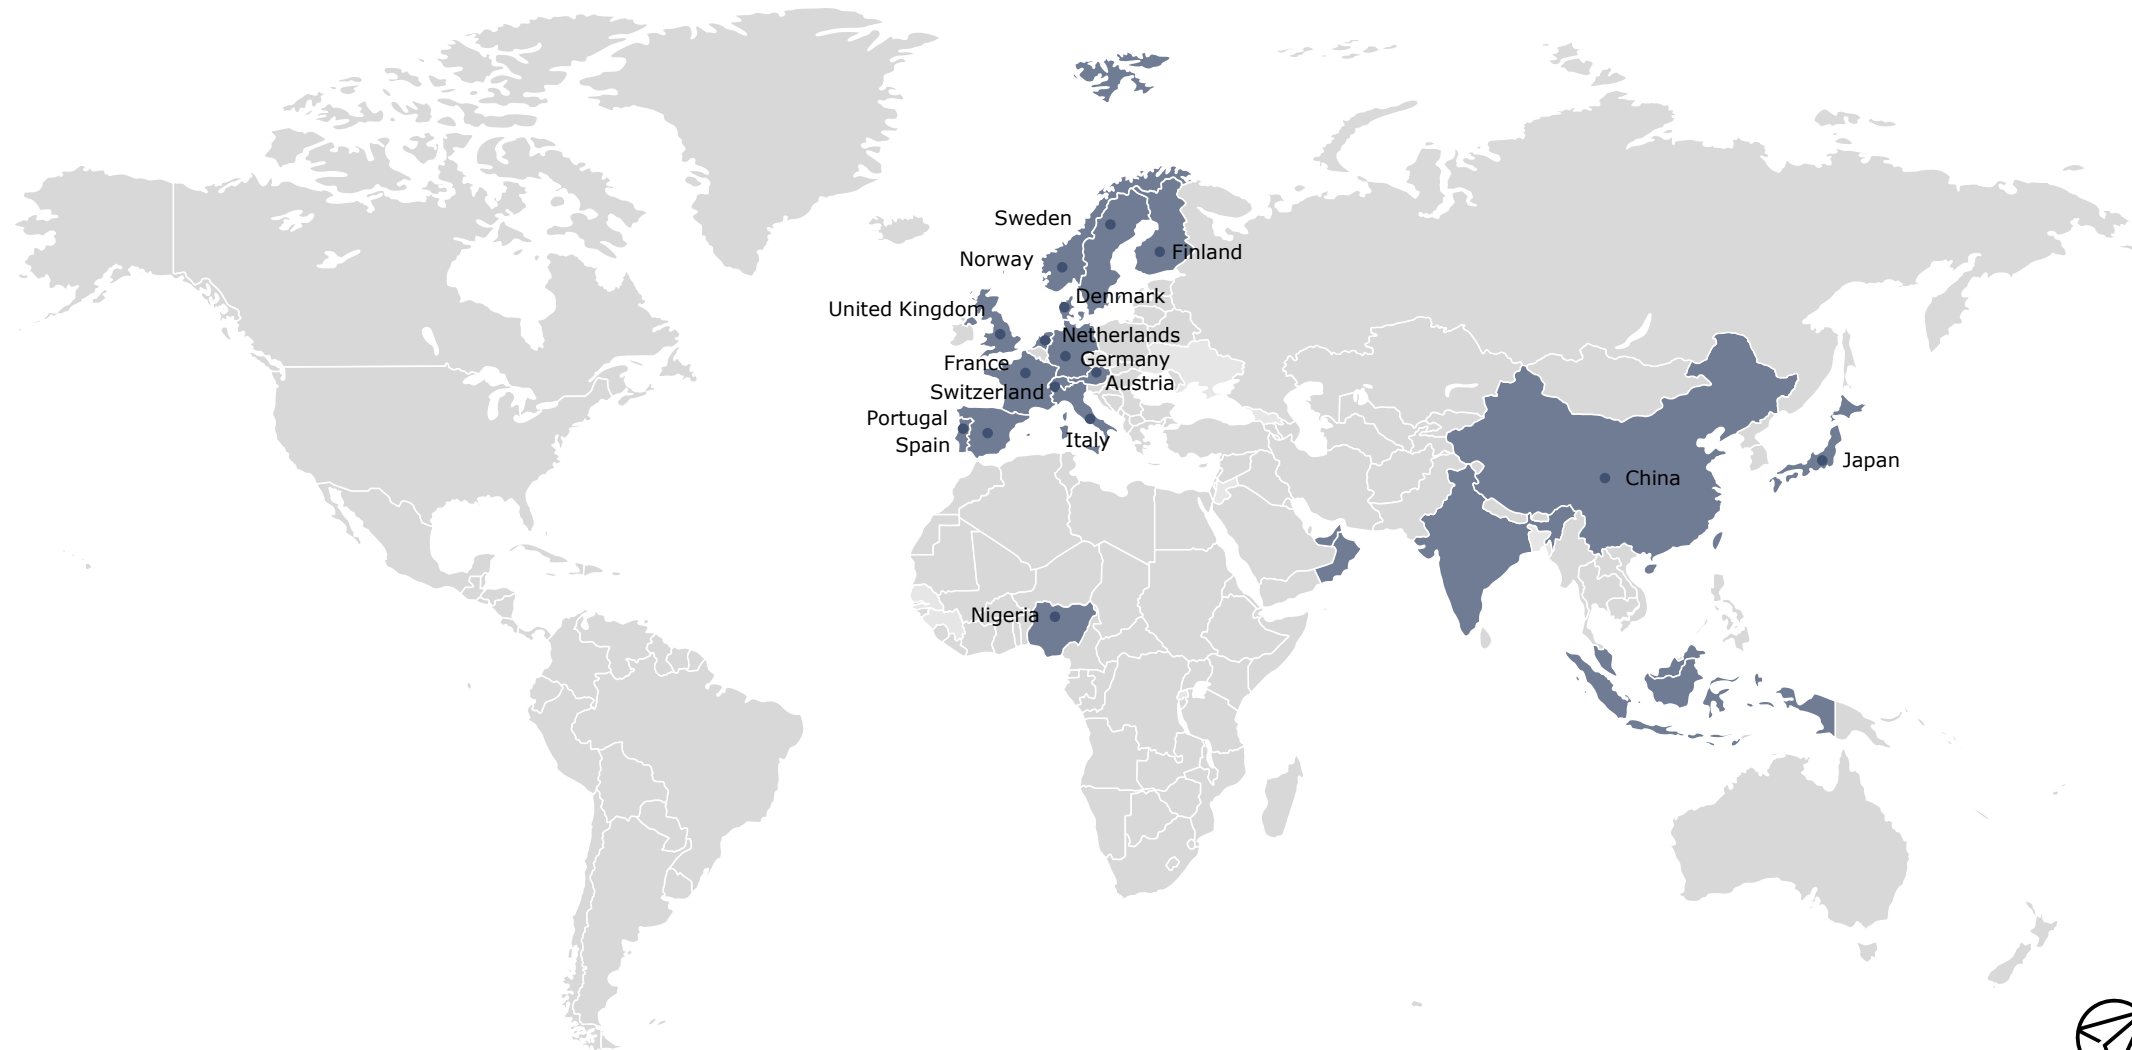 Sweden
Finland
Norway
Denmark
United Kingdom
Netherlands
Germany
France
Austria
Switzerland
Portugal
Italy
Spain
Japan
China
Nigeria